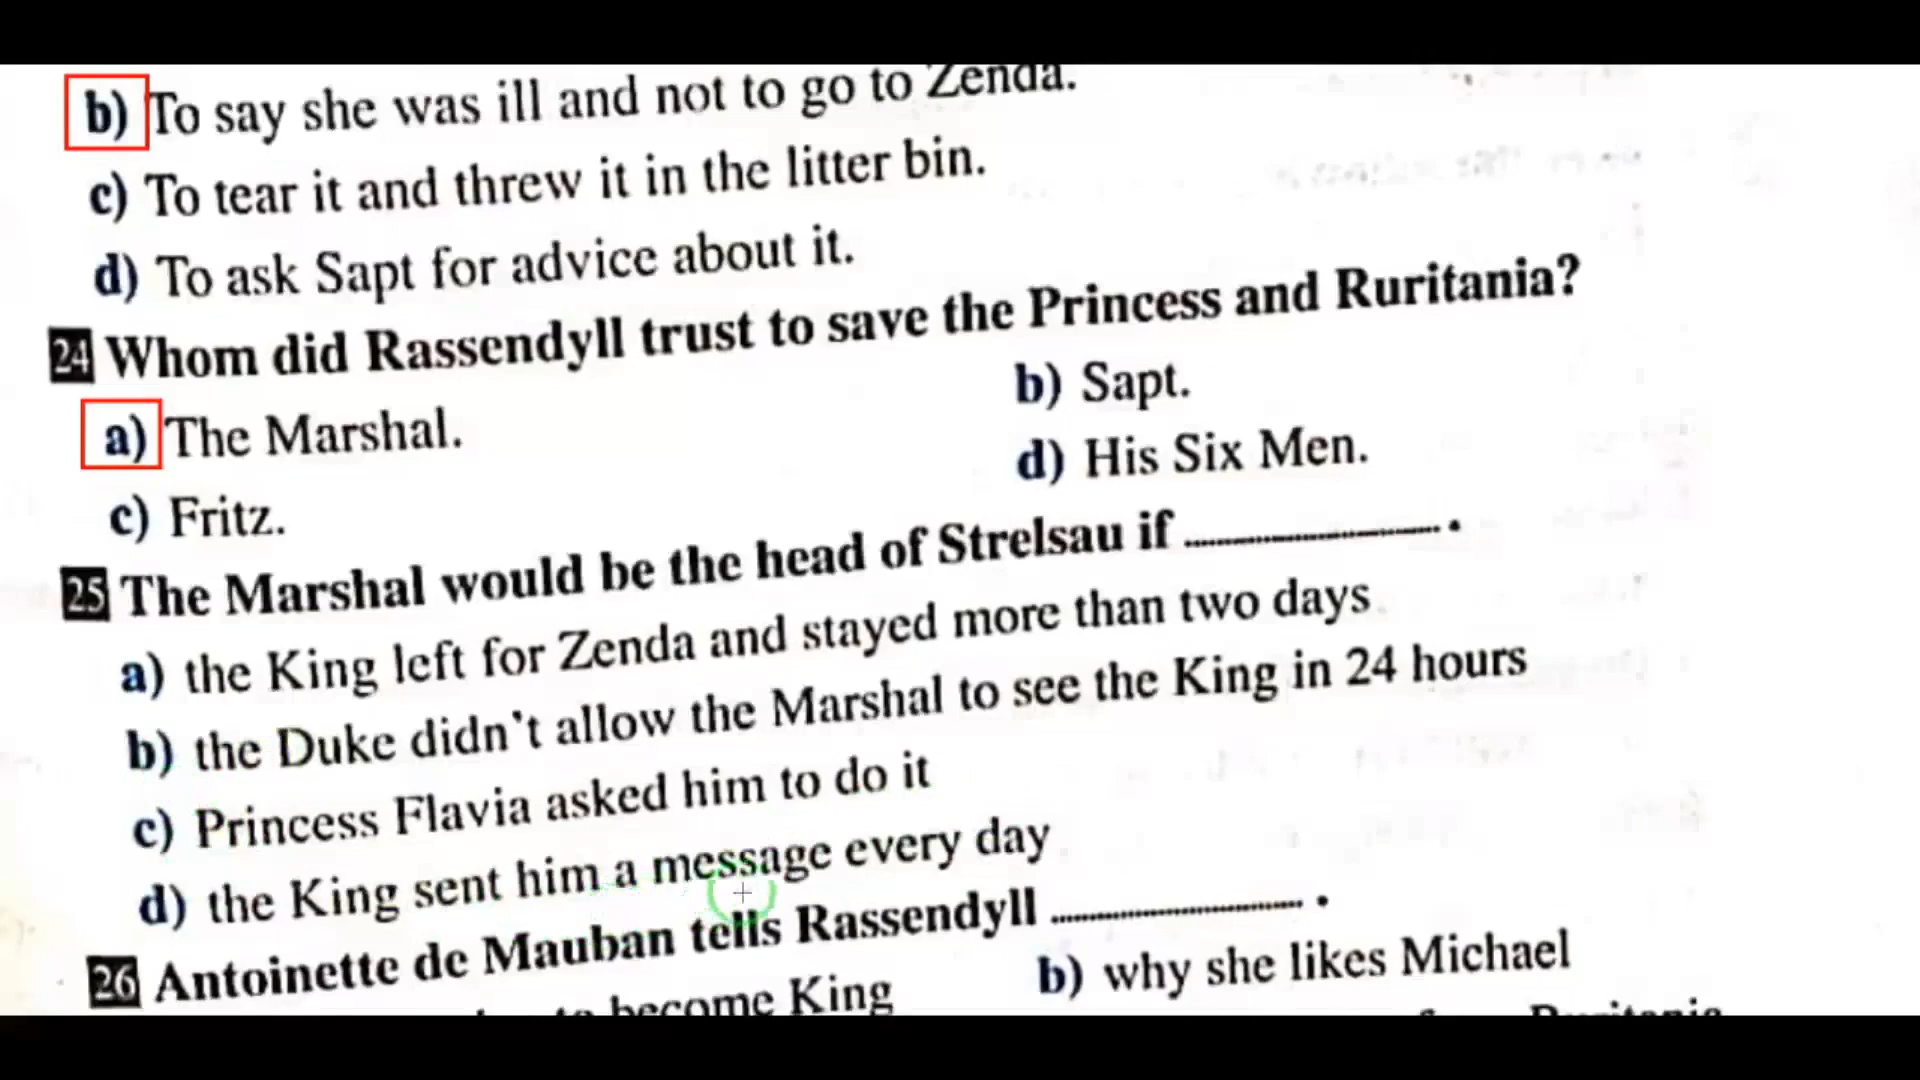 b) To say she was ill and not to go to Zenda.
c) To tear it and threw it in the litter bin.
d) To ask Sapt for advice about it.
24 Whom did Rassendyll trust to save the Princess and Ruritania?
a) The Marshal.
b) Sapt.
c) Fritz.
d) His Six Men.
25 The Marshal would be the head of Strelsau if .................... .
a) the King left for Zenda and stayed more than two days
b) the Duke didn't allow the Marshal to see the King in 24 hours
c) Princess Flavia asked him to do it
d) the King sent him a message every day
26 Antoinette de Mauban tells Rassendyll .................... .
to become King
b) why she likes Michael
Ruritania